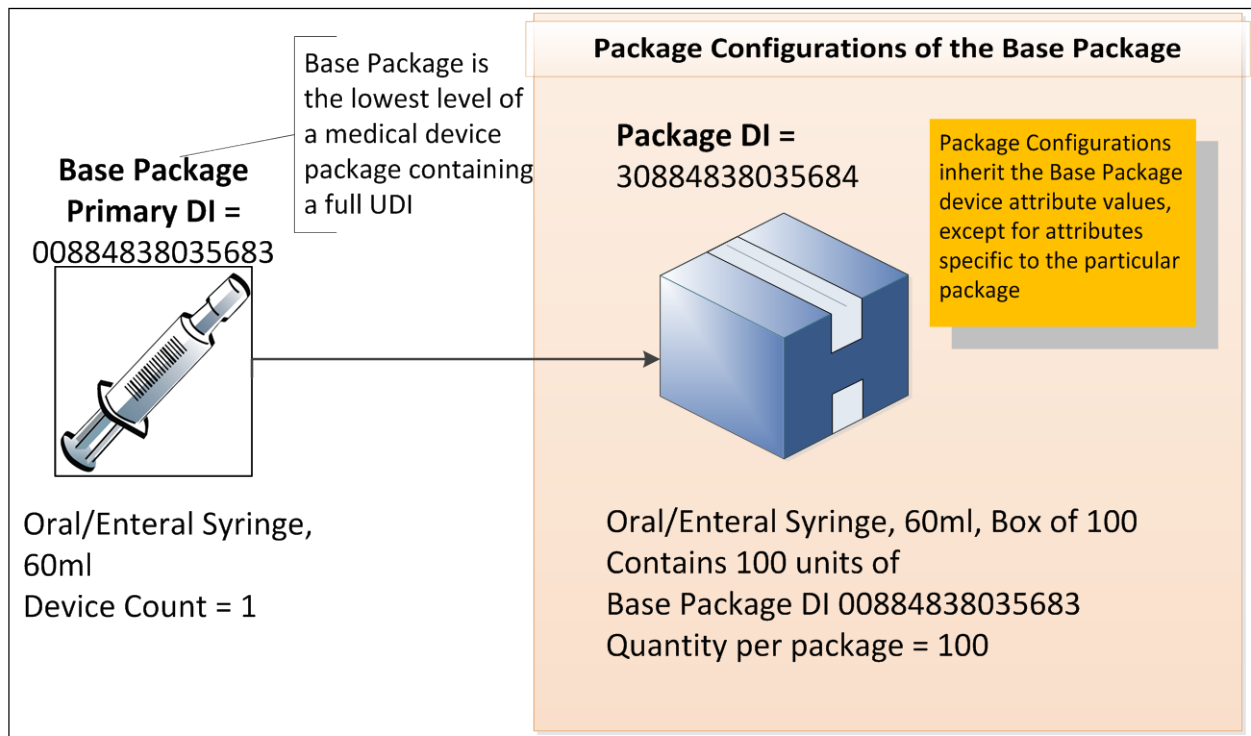 Base Package is
the lowest level of
a medical device
package containing
a full UDI
Base Package
Primary DI =
00884838035683
Oral/Enteral Syringe,
60ml
Device Count = 1
Package Configurations of the Base Package
Package DI =
30884838035684
Package Configurations
inherit the Base Package
device attribute values,
except for attributes
specific to the particular
package
Oral/Enteral Syringe, 60ml, Box of 100
Contains 100 units of
Base Package DI 00884838035683
Quantity per package = 100